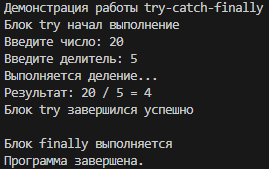 Демонстрация работы try-catch-finally
Блок try начал выполнение
Введите число: 20
Введите делитель: 5
Выполняется деление...
Результат: 20 / 5 = 4
Блок try завершился успешно
Блок finally выполняется
Программа завершена.